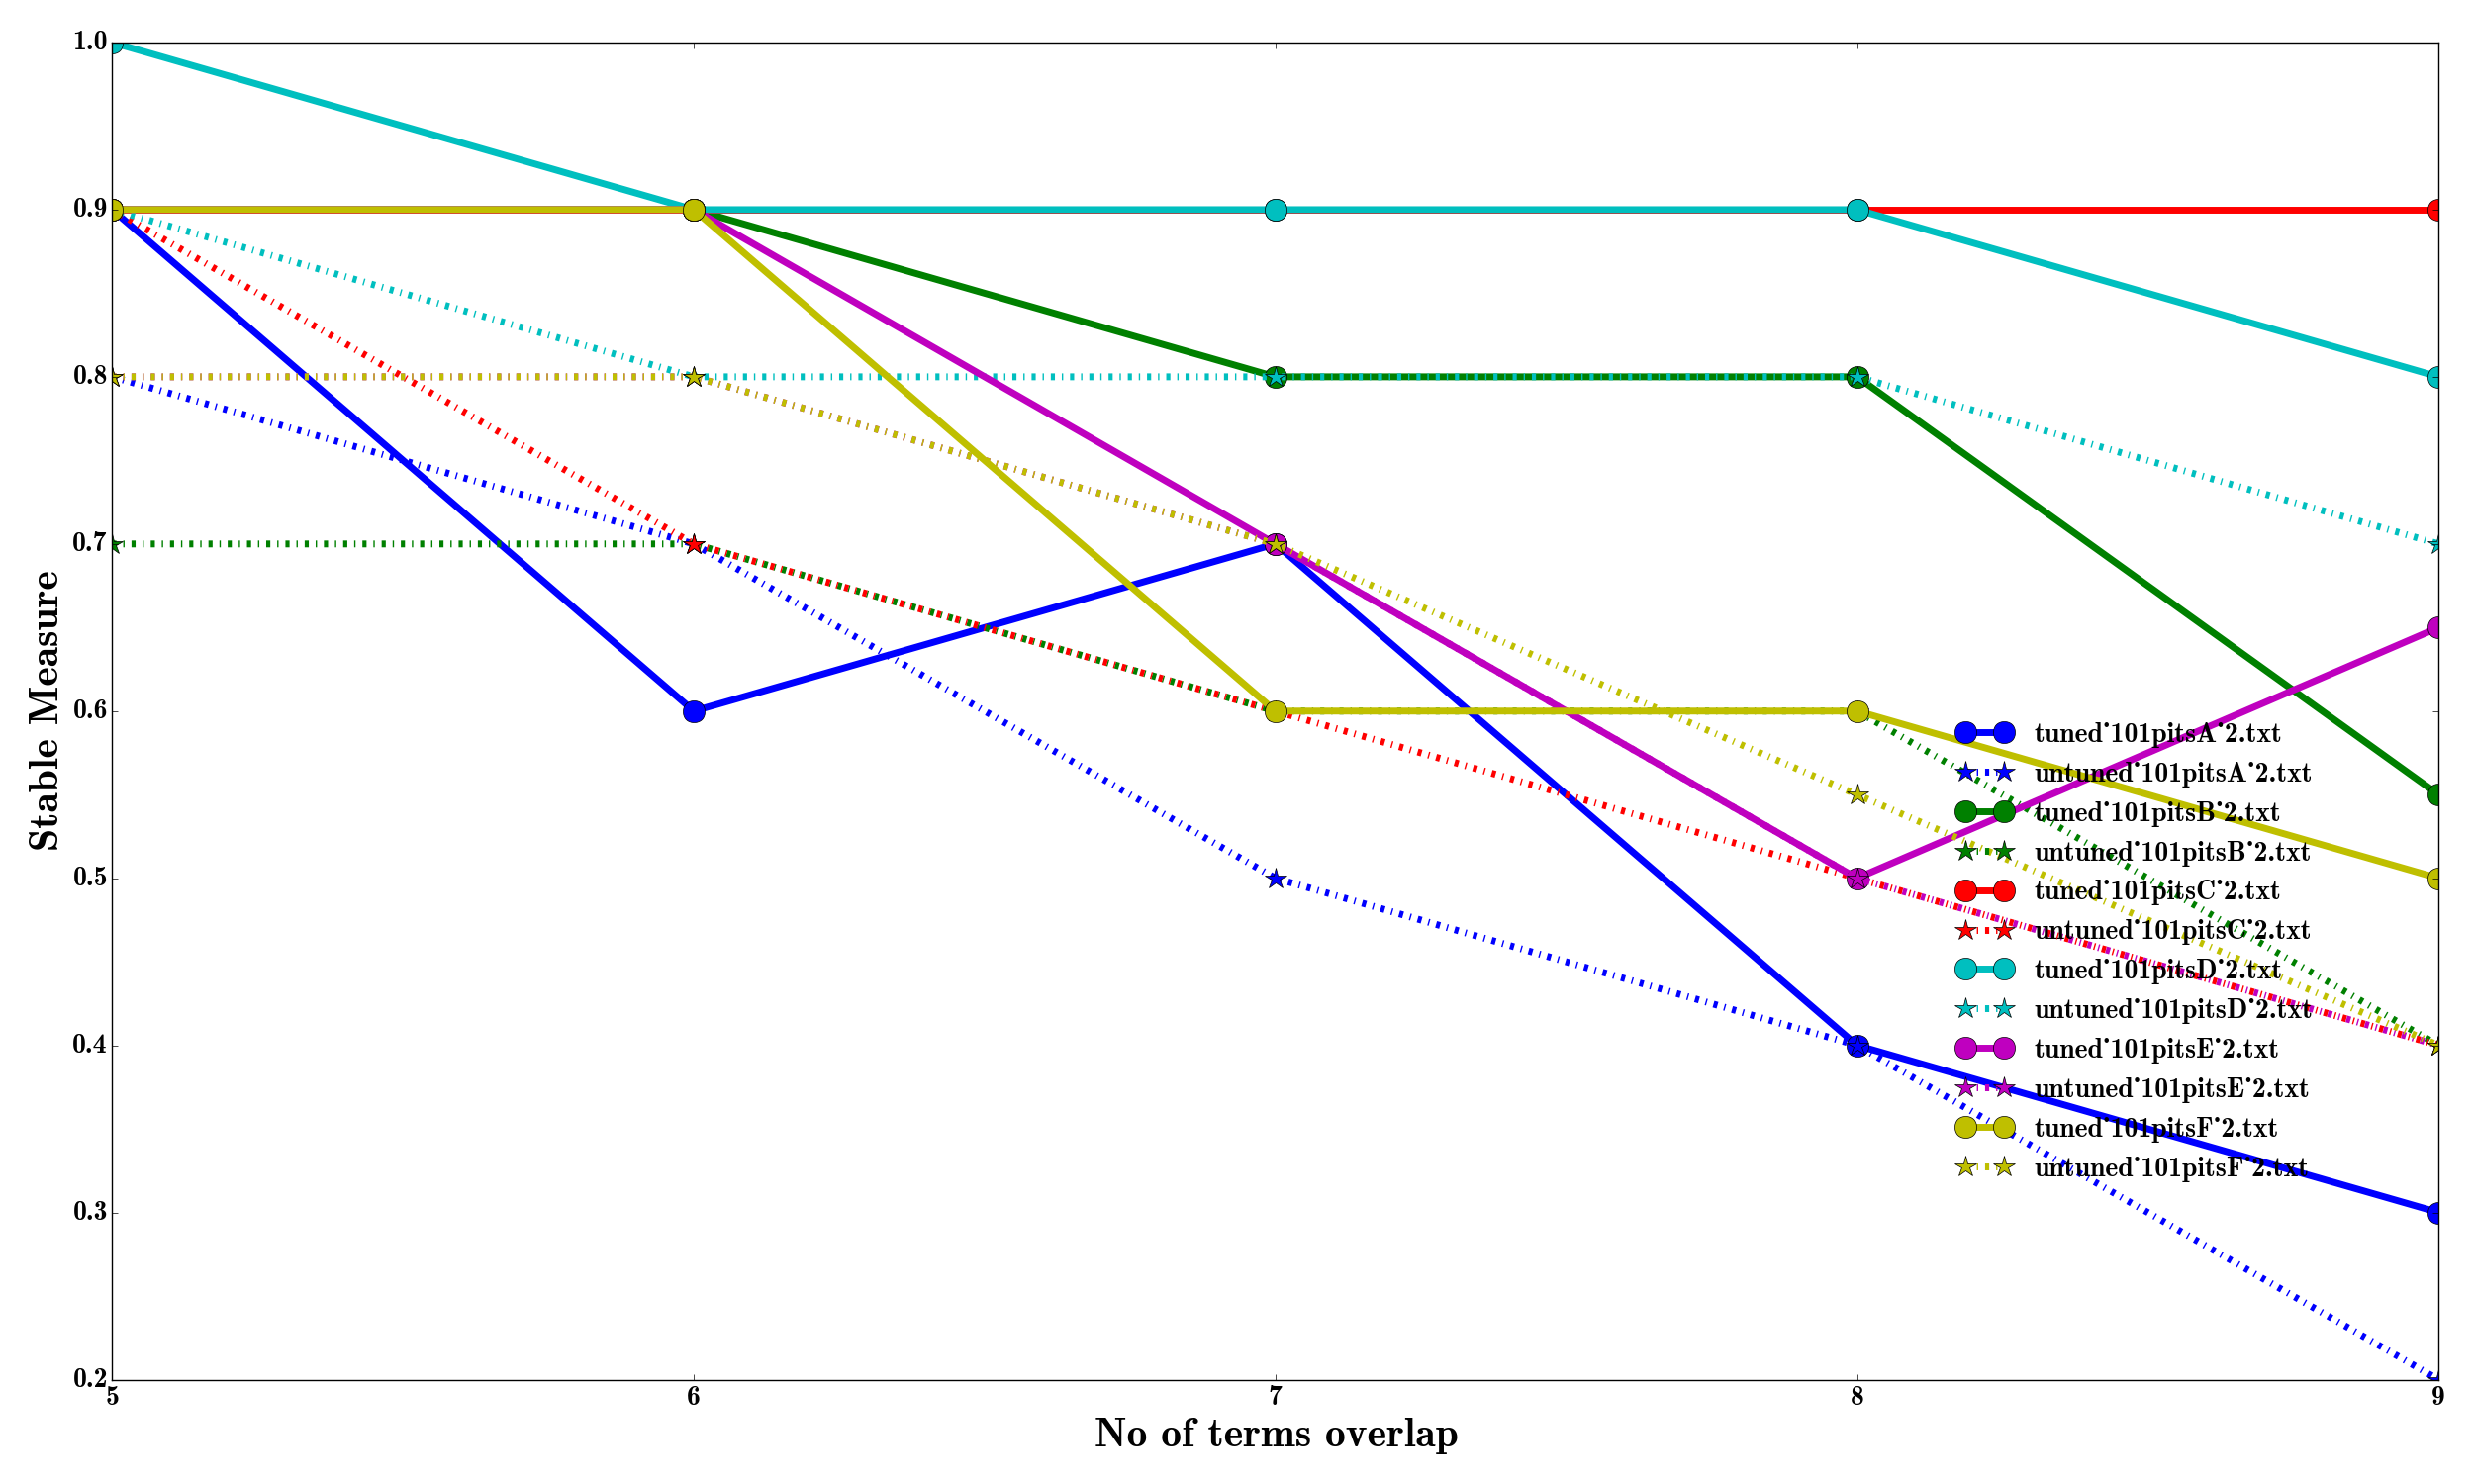 1.0
0.9
0.8
0.7
0.6
0.5
0.4
0.3
0.2
Stable Measure
5 6 7 8 9
No of terms overlap
tuned˙101pitsA˙2.txt
untuned˙101pitsA˙2.txt
tuned˙101pitsB˙2.txt
untuned˙101pitsB˙2.txt
tuned˙101pitsC˙2.txt
untuned˙101pitsC˙2.txt
tuned˙101pitsD˙2.txt
untuned˙101pitsD˙2.txt
tuned˙101pitsE˙2.txt
untuned˙101pitsE˙2.txt
tuned˙101pitsF˙2.txt
untuned˙101pitsF˙2.txt